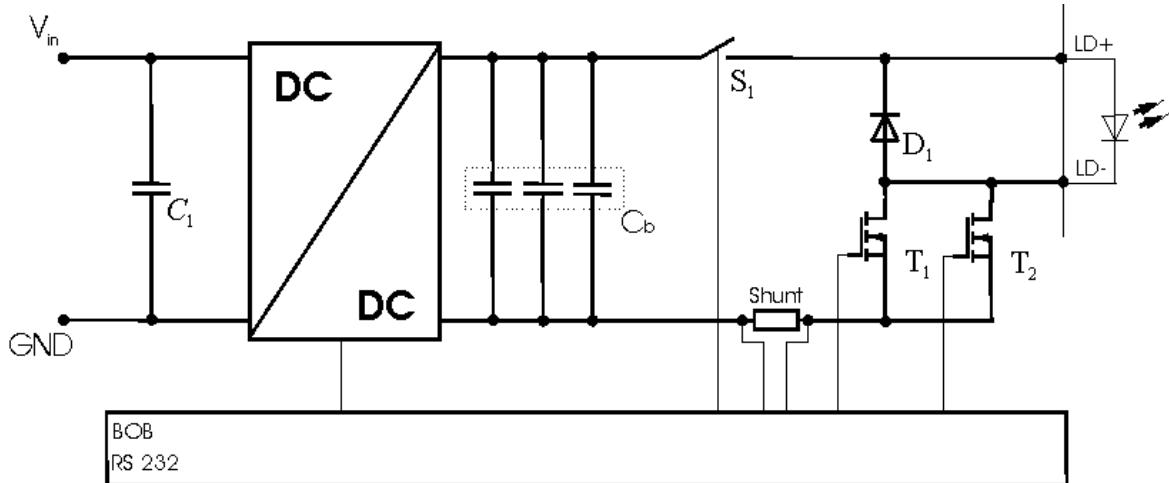 Vin
DC
DC
GND
C1
Cb
S1
D1
LD+
LD-
T1
T2
Shunt
BOB
RS 232